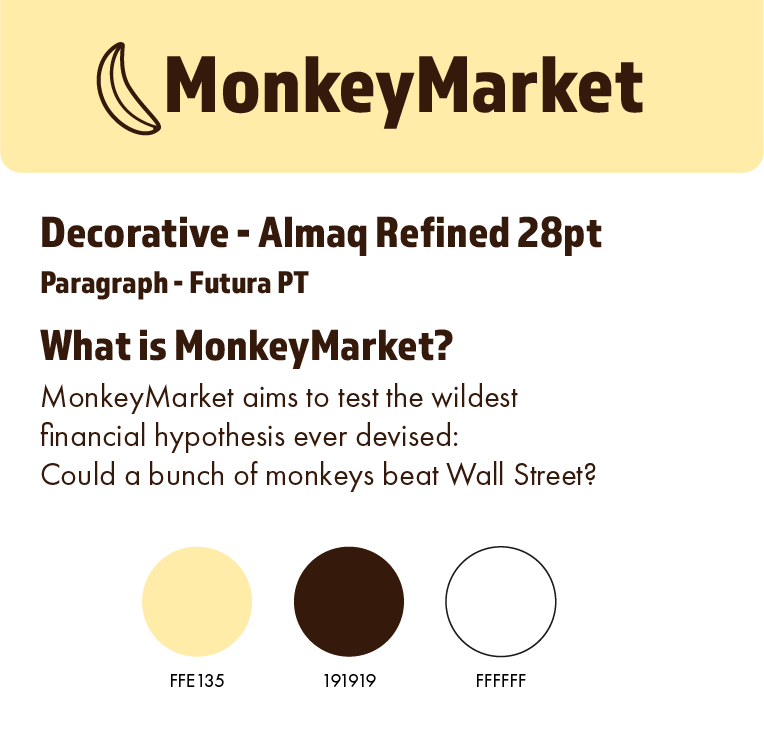 MonkeyMarket
Decorative - Almaq Refined 28pt
Paragraph - Futura PT
What is MonkeyMarket?
MonkeyMarket aims to test the wildest
financial hypothesis ever devised:
Could a bunch of monkeys beat Wall Street?
FFE135
191919
FFFFFF